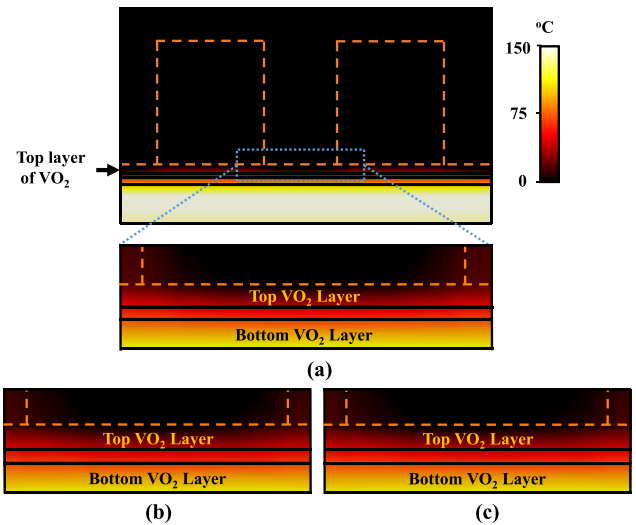 °C
150
75
0
Top layer
of VO₂
Top VO₂ Layer
Bottom VO₂ Layer
(a)
Top VO₂ Layer
Bottom VO₂ Layer
(b)
Top VO₂ Layer
Bottom VO₂ Layer
(c)